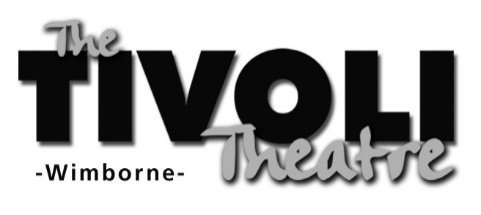 The
TIVOLI
Theatre
-Wimborne-